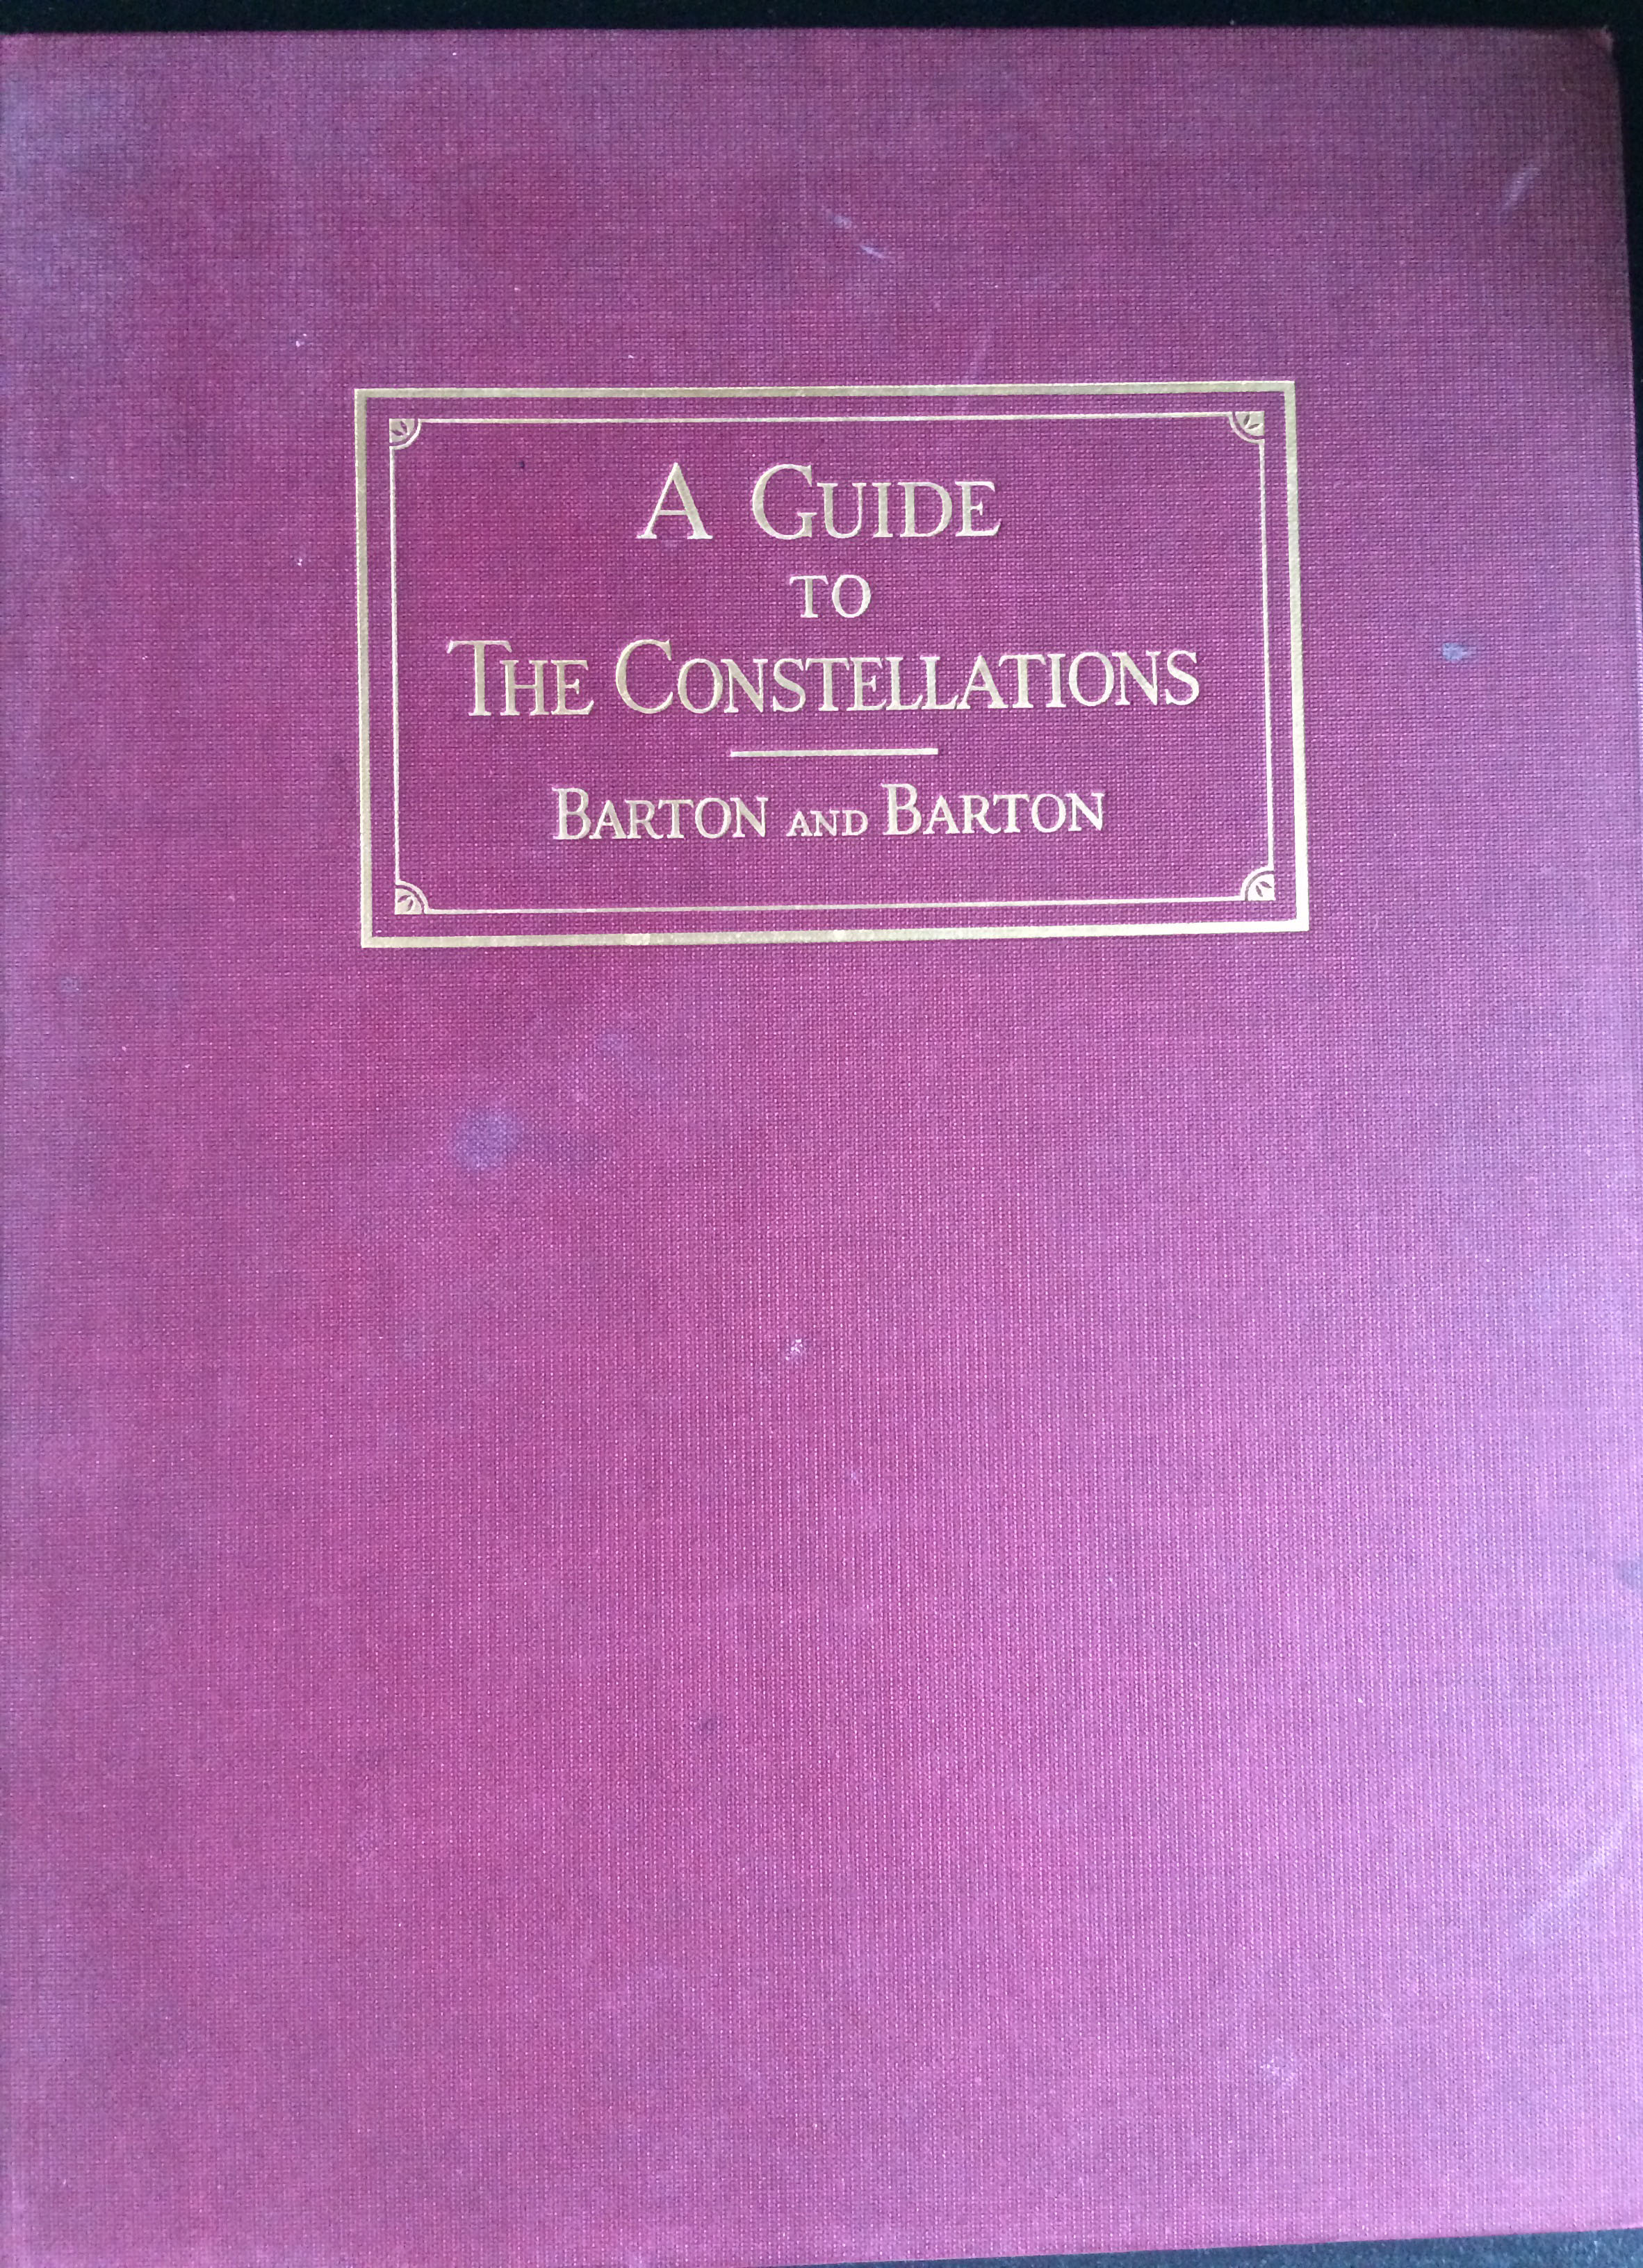 A GUIDE
TO
THE CONSTELLATIONS
BARTON AND BARTON